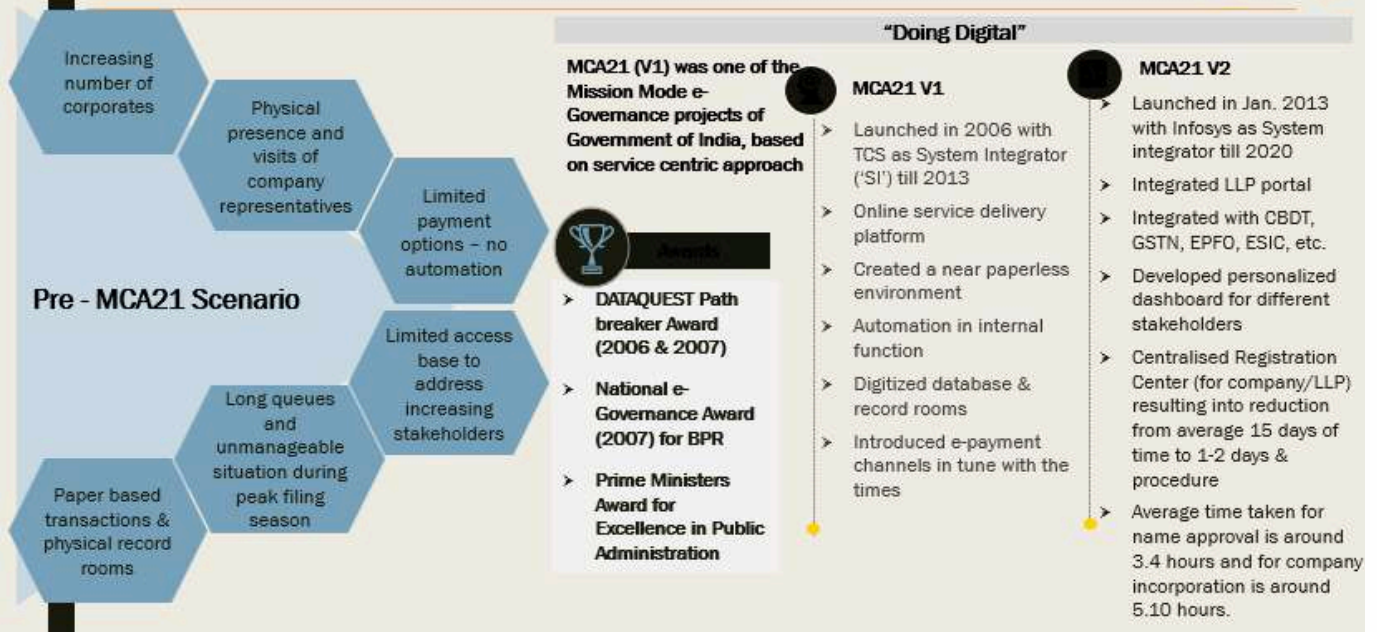 Increasing
number of
corporates
Physical
presence and
visits of
company
representatives
Limited
payment
options – no
automation
Pre - MCA21 Scenario
Limited access
base to
address
increasing
stakeholders
Long queues
and
unmanageable
situation during
peak filing
season
Paper based
transactions &
physical record
rooms
“Doing Digital”
MCA21 (V1) was one of the
Mission Mode e-
Governance projects of
Government of India, based
on service centric approach
Awards
➤ DATAQUEST Path
breaker Award
(2006 & 2007)
➤ National e-
Governance Award
(2007) for BPR
➤ Prime Ministers
Award for
Excellence in Public
Administration
MCA21 V1
➤ Launched in 2006 with
TCS as System Integrator
(‘SI’) till 2013
➤ Online service delivery
platform
➤ Created a near paperless
environment
➤ Automation in internal
function
➤ Digitized database &
record rooms
➤ Introduced e-payment
channels in tune with the
times
MCA21 V2
➤ Launched in Jan. 2013
with Infosys as System
integrator till 2020
➤ Integrated LLP portal
➤ Integrated with CBDT,
GSTN, EPFO, ESIC, etc.
➤ Developed personalized
dashboard for different
stakeholders
➤ Centralised Registration
Center (for company/LLP)
resulting into reduction
from average 15 days of
time to 1-2 days &
procedure
➤ Average time taken for
name approval is around
3.4 hours and for company
incorporation is around
5.10 hours.